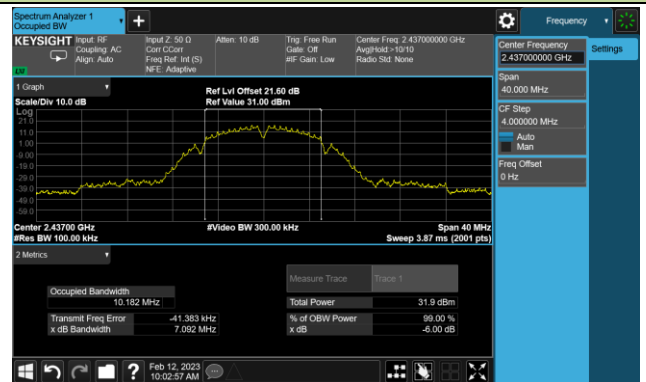 Spectrum Analyzer 1
Occupied BW
+
Frequency
KEYSIGHT
Input: RF
Coupling: AC
Align: Auto
Input Z: 50 Ω
Corr CCorr
Freq Ref: Int (S)
NFE: Adaptive
Atten: 10 dB
Trig: Free Run
Gate: Off
#IF Gain: Low
Center Freq: 2.437000000 GHz
Avg|Hold:>10/10
Radio Std: None
Center Frequency
2.437000000 GHz
Settings
Span
40.000 MHz
CF Step
4.000000 MHz
Auto
Man
Freq Offset
0 Hz
1 Graph
Scale/Div 10.0 dB
Ref Lvl Offset 21.60 dB
Ref Value 31.00 dBm
Log
21.0
11.0
1.00
-9.00
-19.0
-29.0
-39.0
-49.0
-59.0
Center 2.43700 GHz
#Video BW 300.00 kHz
Span 40 MHz
#Res BW 100.00 kHz
Sweep 3.87 ms (2001 pts)
2 Metrics
Measure Trace
Trace 1
Occupied Bandwidth
10.182 MHz
Total Power
31.9 dBm
Transmit Freq Error
-41.383 kHz
% of OBW Power
99.00 %
x dB Bandwidth
7.092 MHz
x dB
-6.00 dB
?
Feb 12, 2023
10:02:57 AM